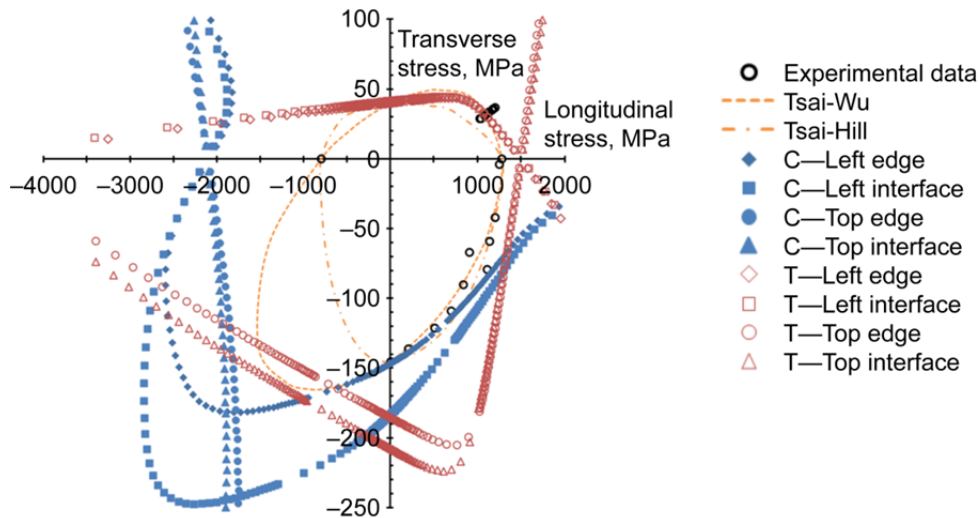 100
Transverse
stress, MPa
50
Longitudinal
stress, MPa
0
−4000 −3000 −2000 −1000 0 1000 2000
−50
−100
−150
−200
−250
Experimental data
Tsai-Wu
Tsai-Hill
C—Left edge
C—Left interface
C—Top edge
C—Top interface
T—Left edge
T—Left interface
T—Top edge
T—Top interface